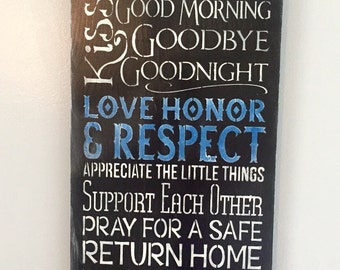 Kiss
GOOD MORNING
GOODBYE
GOODNIGHT
LOVE HONOR
& RESPECT
APPRECIATE THE LITTLE THINGS
SUPPORT EACH OTHER
PRAY FOR A SAFE
RETURN HOME